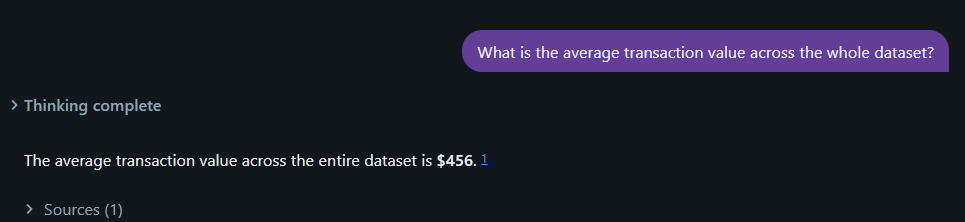 What is the average transaction value across the whole dataset?
Thinking complete
The average transaction value across the entire dataset is $456. 1
Sources (1)